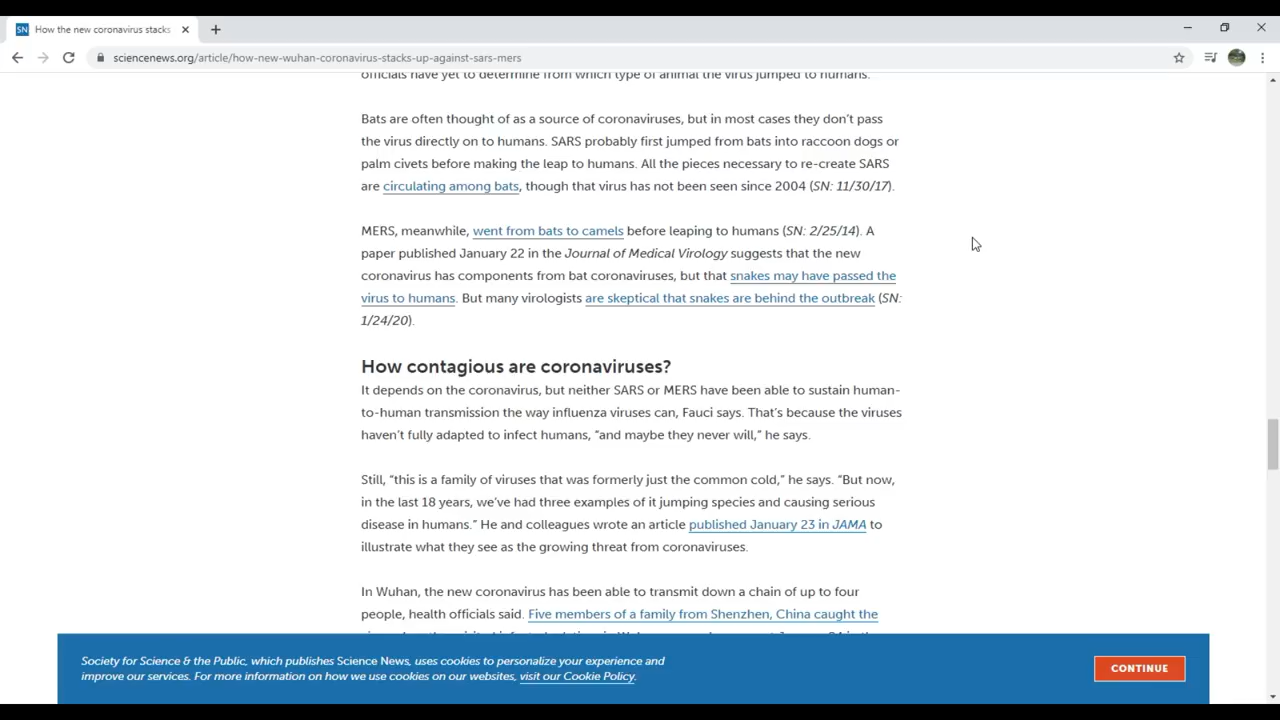 SN How the new coronavirus stacks
sciencenews.org/article/how-new-wuhan-coronavirus-stacks-up-against-sars-mers
officials have yet to determine from which type of animal the virus jumped to humans.
Bats are often thought of as a source of coronaviruses, but in most cases they don't pass
the virus directly on to humans. SARS probably first jumped from bats into raccoon dogs or
palm civets before making the leap to humans. All the pieces necessary to re-create SARS
are circulating among bats, though that virus has not been seen since 2004 (SN: 11/30/17).
MERS, meanwhile, went from bats to camels before leaping to humans (SN: 2/25/14). A
paper published January 22 in the Journal of Medical Virology suggests that the new
coronavirus has components from bat coronaviruses, but that snakes may have passed the
virus to humans. But many virologists are skeptical that snakes are behind the outbreak (SN:
1/24/20).
How contagious are coronaviruses?
It depends on the coronavirus, but neither SARS or MERS have been able to sustain human-
to-human transmission the way influenza viruses can, Fauci says. That's because the viruses
haven't fully adapted to infect humans, “and maybe they never will,” he says.
Still, “this is a family of viruses that was formerly just the common cold,” he says. “But now,
in the last 18 years, we've had three examples of it jumping species and causing serious
disease in humans.” He and colleagues wrote an article published January 23 in JAMA to
illustrate what they see as the growing threat from coronaviruses.
In Wuhan, the new coronavirus has been able to transmit down a chain of up to four
people, health officials said. Five members of a family from Shenzhen, China caught the
Society for Science & the Public, which publishes Science News, uses cookies to personalize your experience and
improve our services. For more information on how we use cookies on our websites, visit our Cookie Policy.
CONTINUE